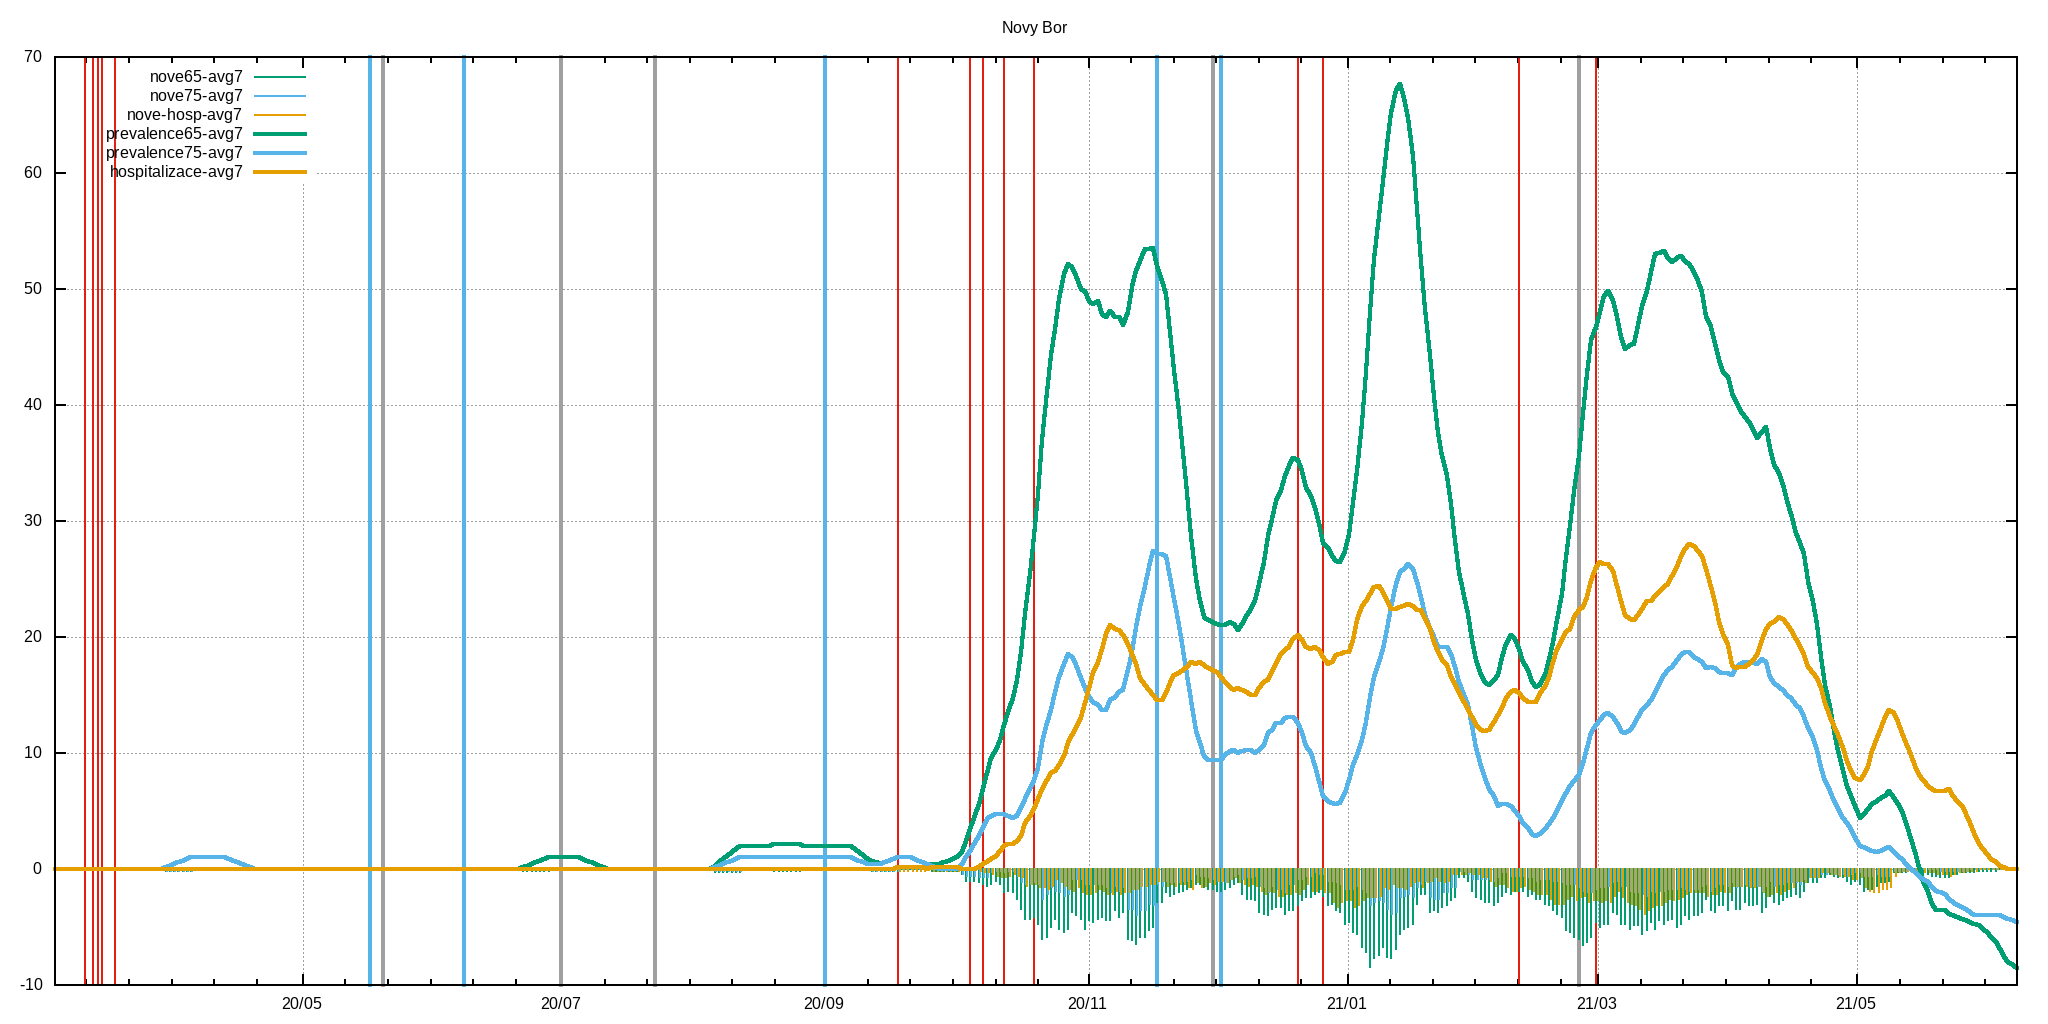 Novy Bor
70
60
50
40
30
20
10
0
-10
nove65-avg7
nove75-avg7
nove-hosp-avg7
prevalence65-avg7
prevalence75-avg7
hospitalizace-avg7
20/05 20/07 20/09 20/11 21/01 21/03 21/05